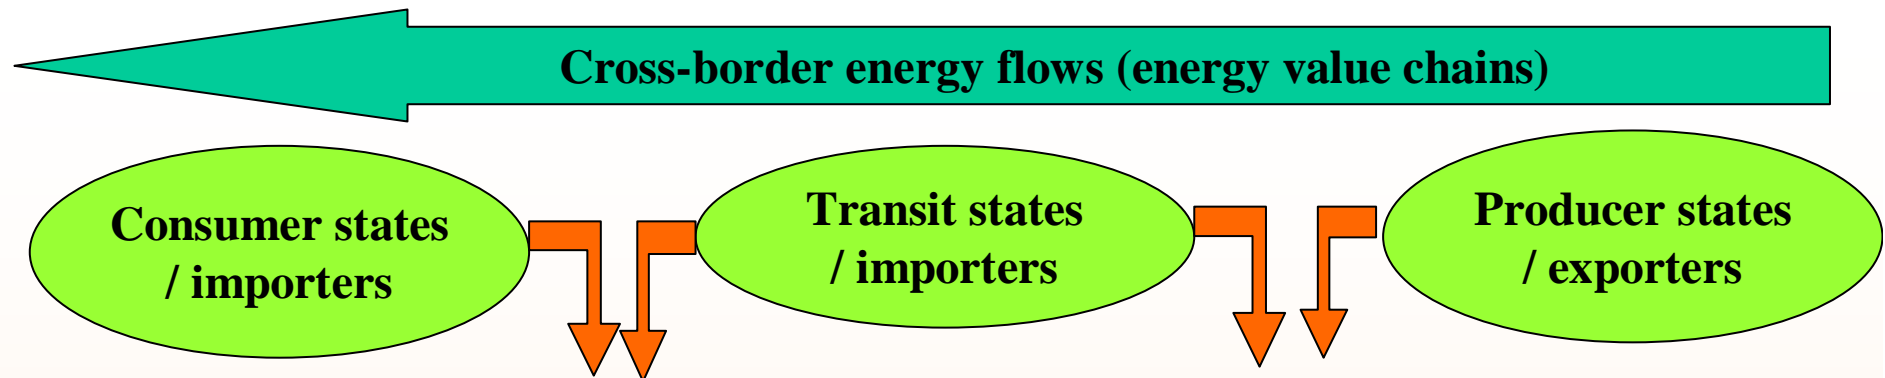 Cross-border energy flows (energy value chains)
Consumer states
/ importers
Transit states
/ importers
Producer states
/ exporters